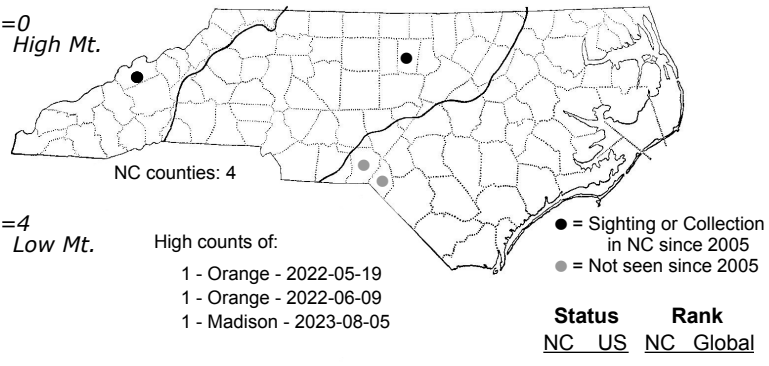 =0
High Mt.
NC counties: 4
=4
Low Mt.
High counts of:
1 - Orange - 2022-05-19
1 - Orange - 2022-06-09
1 - Madison - 2023-08-05
● = Sighting or Collection
in NC since 2005
● = Not seen since 2005
Status Rank
NC US NC Global